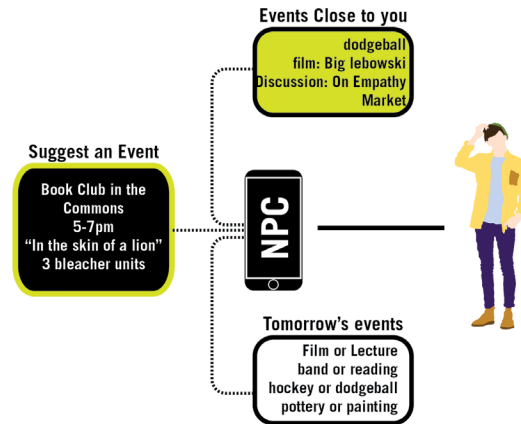 Events Close to you
dodgeball
film: Big lebowski
Discussion: On Empathy
Market
Suggest an Event
Book Club in the
Commons
5-7pm
“In the skin of a lion”
3 bleacher units
NPC
Tomorrow's events
Film or Lecture
band or reading
hockey or dodgeball
pottery or painting